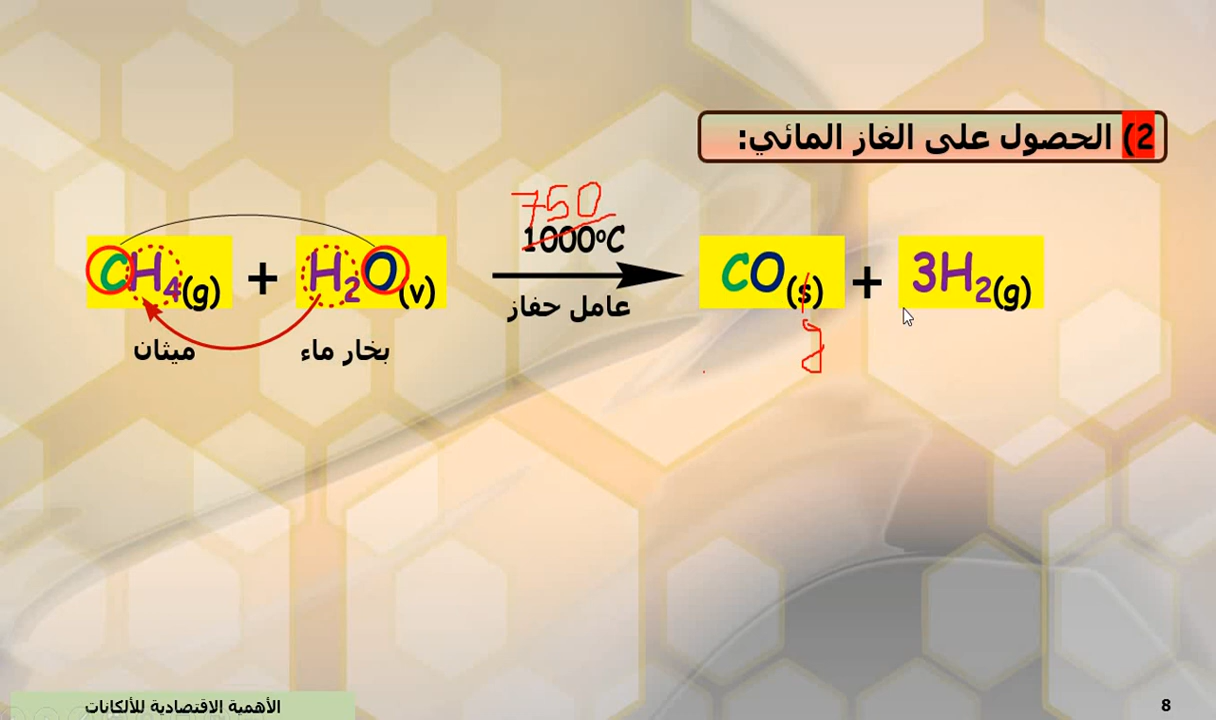 2) الحصول على الغاز المائي:
750
1000°C
CH₄(g) + H₂O(v) عامل حفاز CO(s) + 3H₂(g)
g
ميثان
بخار ماء
الأهمية الاقتصادية للألكانات
8